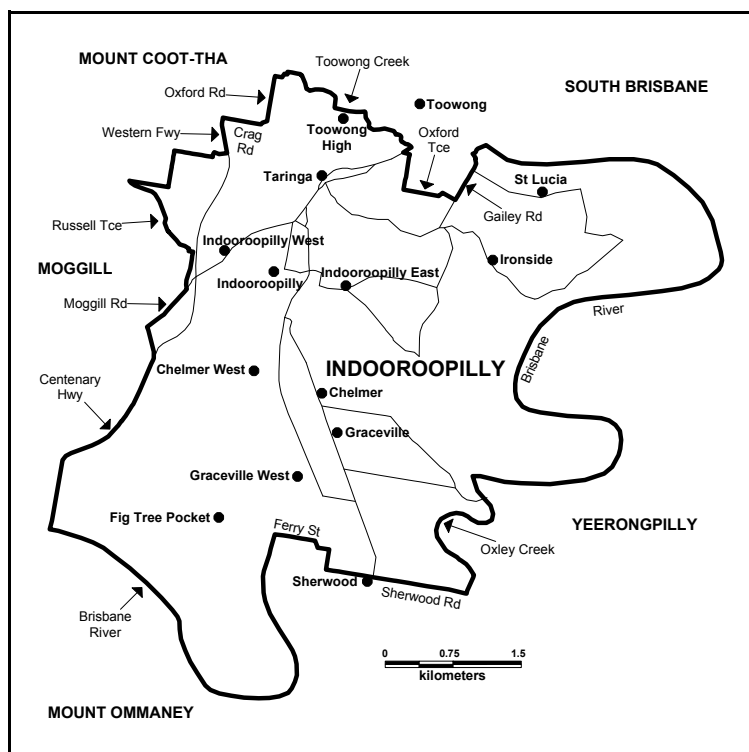 MOUNT COOT-THA
Toowong Creek
Oxford Rd
SOUTH BRISBANE
Toowong
Western Fwy
Crag
Rd
Toowong
High
Oxford
Tce
Taringa
St Lucia
Gailey Rd
Russell Tce
Indooroopilly West
Ironside
MOGGILL
Indooroopilly
Indooroopilly East
Moggill Rd
River
Brisbane
INDOOROOPILLY
Chelmer West
Centenary
Hwy
Chelmer
Graceville
Graceville West
Fig Tree Pocket
Ferry St
YEERONGPILLY
Oxley Creek
Sherwood
Sherwood Rd
Brisbane
River
0 0.75 1.5
kilometers
MOUNT OMMANEY